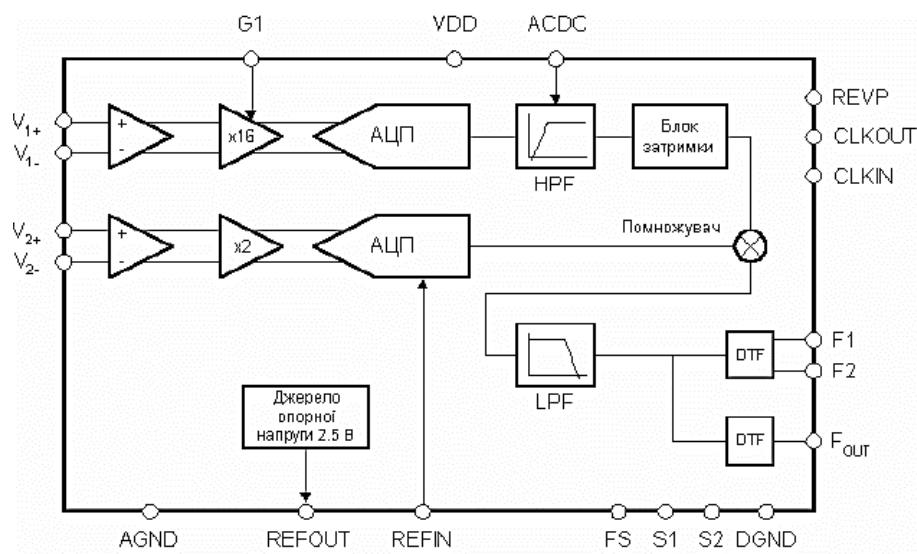 G1
VDD
ACDC
V1+
V1-
+
-
x16
АЦП
HPF
Блок
затримки
REVP
CLKOUT
CLKIN
V2+
V2-
+
-
x2
АЦП
Помножувач
LPF
DTF
F1
F2
DTF
FOUT
Джерело
опорної
напруги 2.5 В
AGND
REFOUT
REFIN
FS
S1
S2
DGND